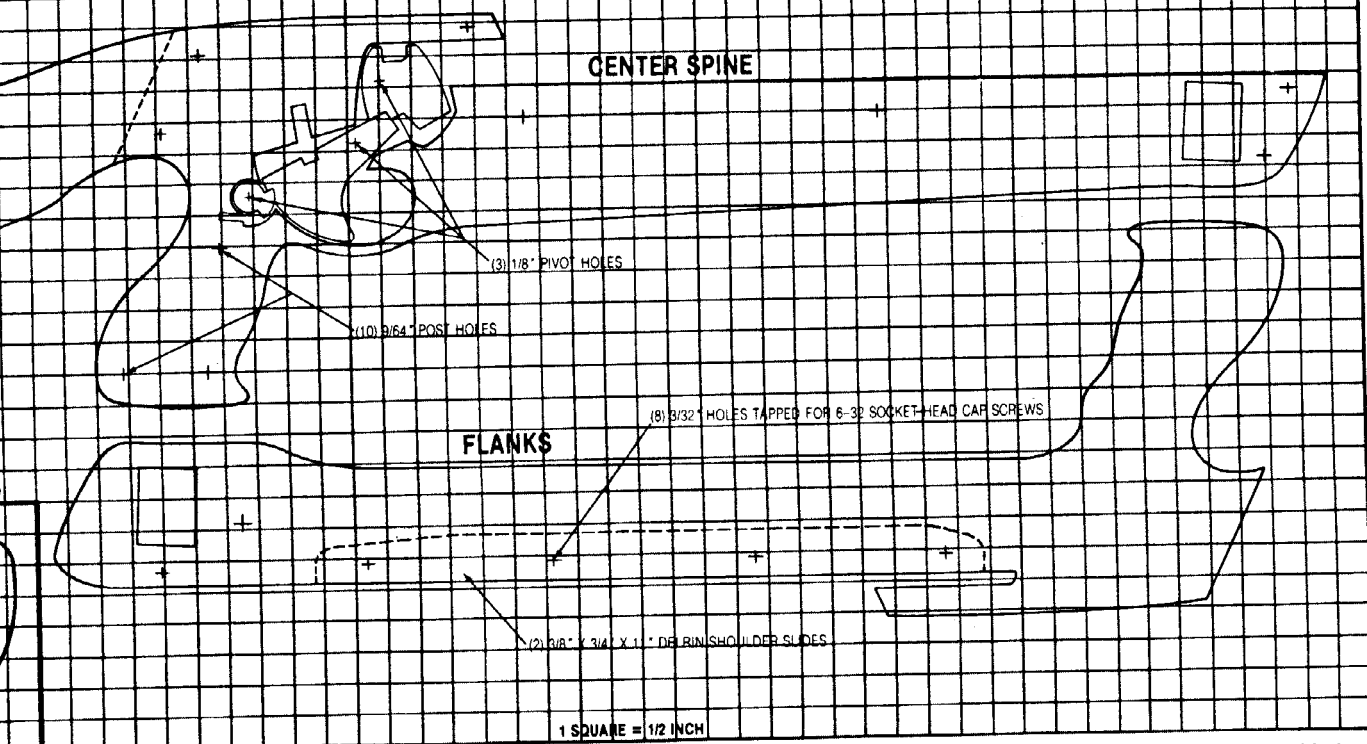 CENTER SPINE
(3) 1/8" PIVOT HOLES
(10) 9/64" POST HOLES
(8) 3/32" HOLES TAPPED FOR 6-32 SOCKET-HEAD CAP SCREWS
FLANKS
(2) 3/8" X 3/4" X 11" DELRIN SHOULDER SLIDES
1 SQUARE = 1/2 INCH